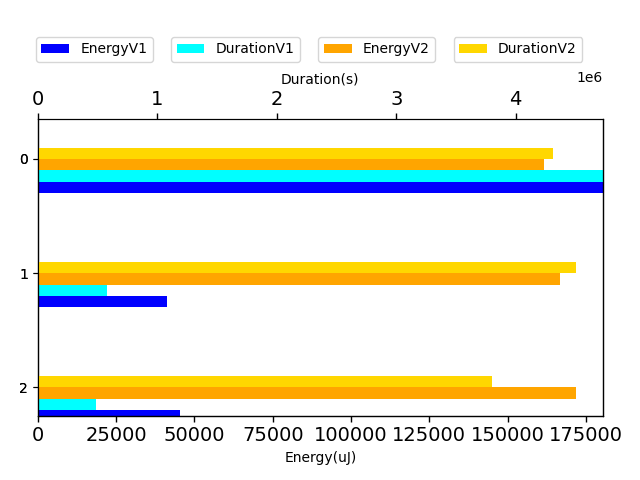 EnergyV1 DurationV1 EnergyV2 DurationV2
Duration(s)
1e6
0 1 2 3 4
0
1
2
0 25000 50000 75000 100000 125000 150000 175000
Energy(uJ)